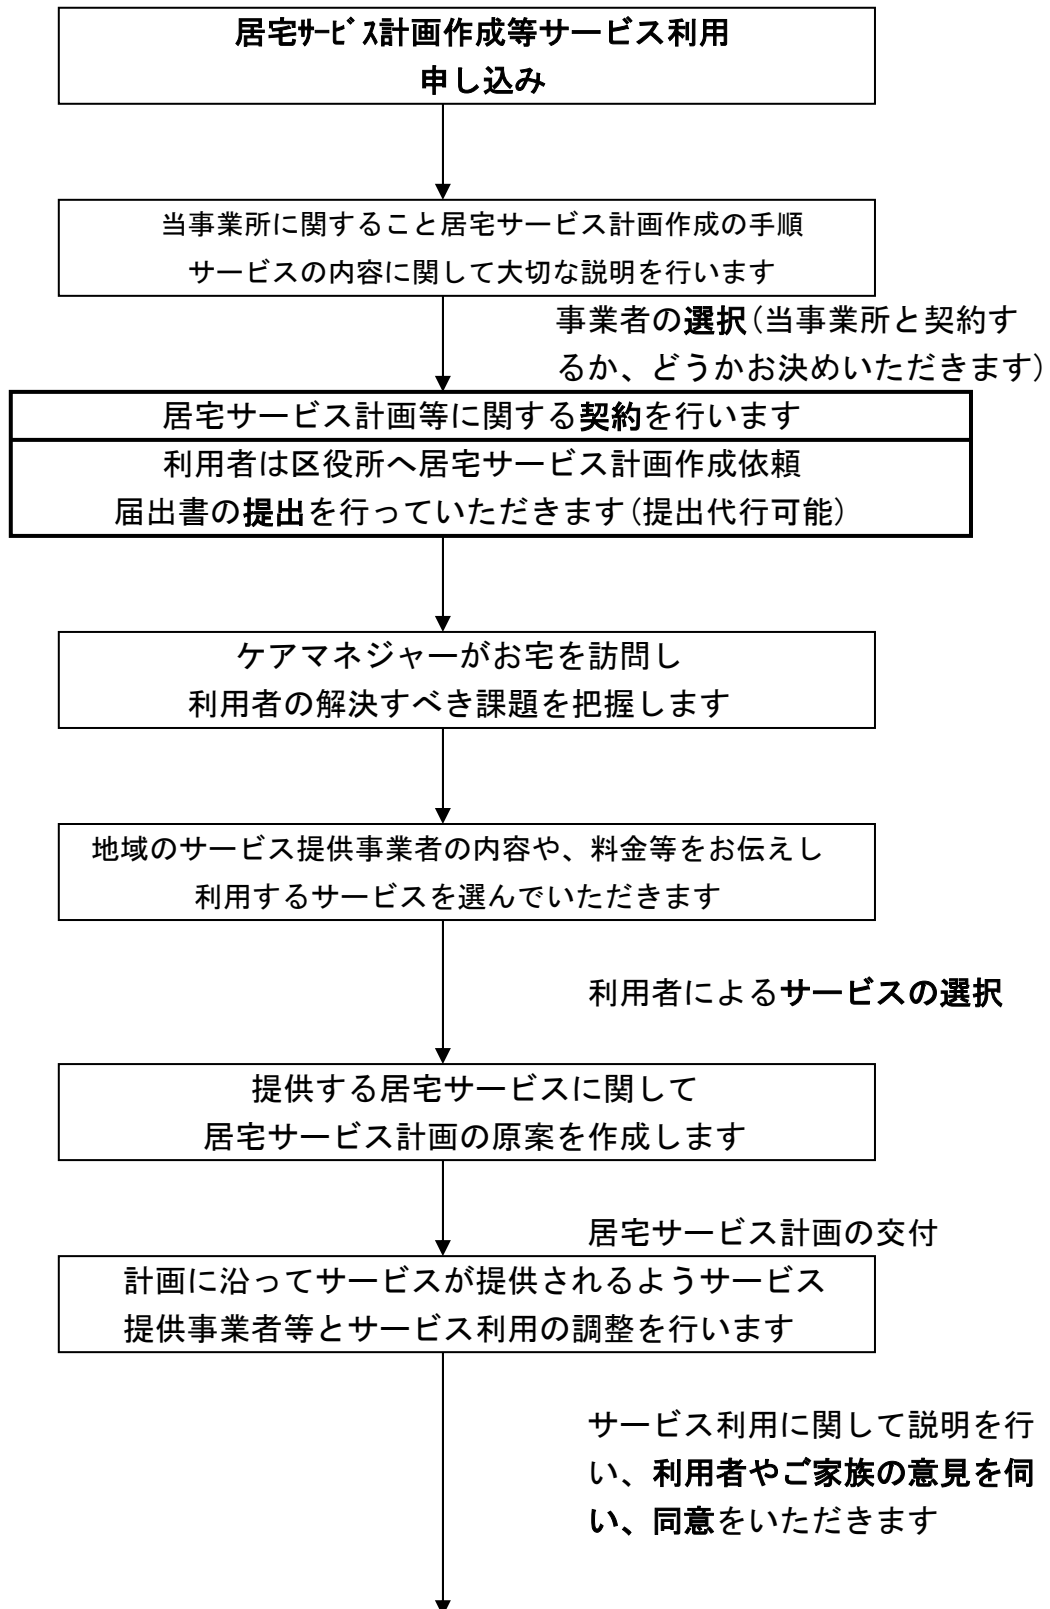 居宅ｻｰﾋﾞｽ計画作成等サービス利用
申し込み
当事業所に関すること居宅サービス計画作成の手順
サービスの内容に関して大切な説明を行います
事業者の選択(当事業所と契約す
るか、どうかお決めいただきます)
居宅サービス計画等に関する契約を行います
利用者は区役所へ居宅サービス計画作成依頼
届出書の提出を行っていただきます(提出代行可能)
ケアマネジャーがお宅を訪問し
利用者の解決すべき課題を把握します
地域のサービス提供事業者の内容や、料金等をお伝えし
利用するサービスを選んでいただきます
利用者によるサービスの選択
提供する居宅サービスに関して
居宅サービス計画の原案を作成します
居宅サービス計画の交付
計画に沿ってサービスが提供されるようサービス
提供事業者等とサービス利用の調整を行います
サービス利用に関して説明を行
い、利用者やご家族の意見を伺
い、同意をいただきます